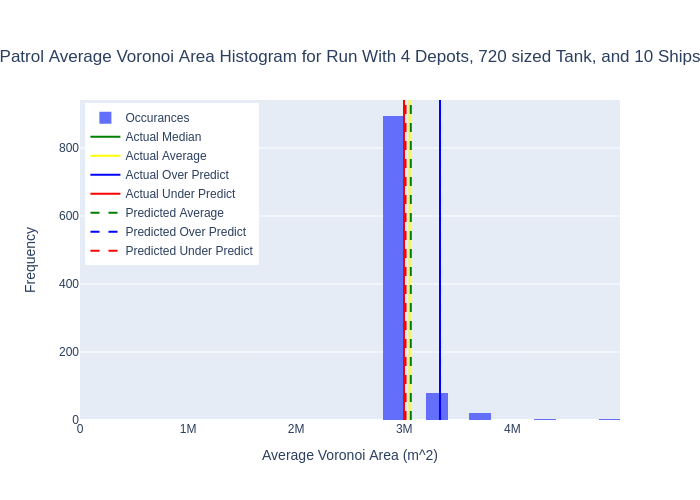 Patrol Average Voronoi Area Histogram for Run With 4 Depots, 720 sized Tank, and 10 Ships
Occurances
Actual Median
Actual Average
Actual Over Predict
Actual Under Predict
Predicted Average
Predicted Over Predict
Predicted Under Predict
Frequency
800
600
400
200
0
0
1M
2M
3M
4M
Average Voronoi Area (m^2)